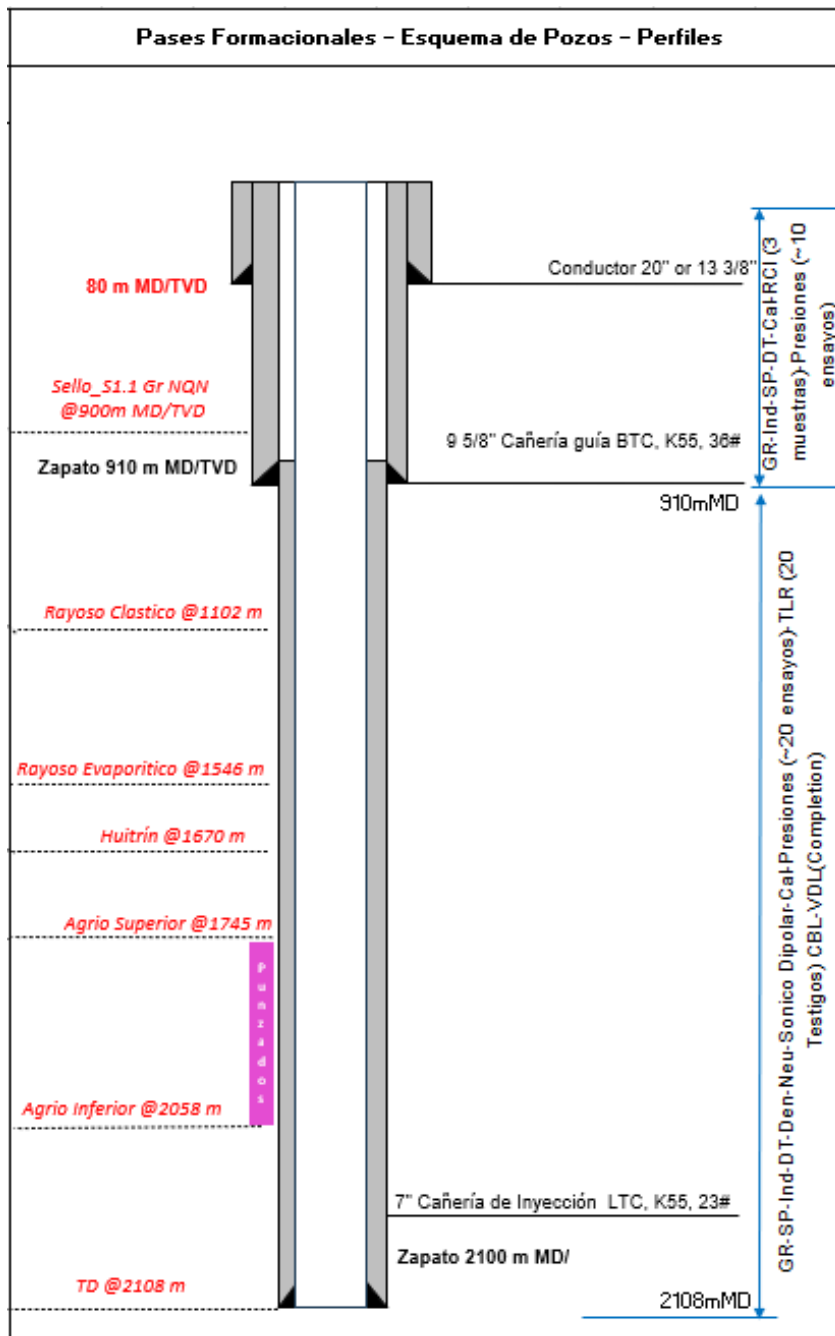 Pases Formacionales – Esquema de Pozos – Perfiles
Conductor 20" or 13 3/8"
80 m MD/TVD
Sello_S1.1 Gr NQN
@900m MD/TVD
9 5/8" Cañería guía BTC, K55, 36#
Zapato 910 m MD/TVD
910mMD
GR-Ind-SP-DT-Cal-RCI (3
muestras)-Presiones (~10
ensayos)
Rayoso Clastico @1102 m
Rayoso Evaporitico @1546 m
Huitrín @1670 m
Agrio Superior @1745 m
Punzados
Agrio Inferior @2058 m
GR-SP-Ind-DT-Den-Neu-Sonico Dipolar-Cal-Presiones (~20 ensayos)-TLR (20
Testigos) CBL-VDL(Completion)
7" Cañería de Inyección LTC, K55, 23#
Zapato 2100 m MD/
TD @2108 m
2108mMD